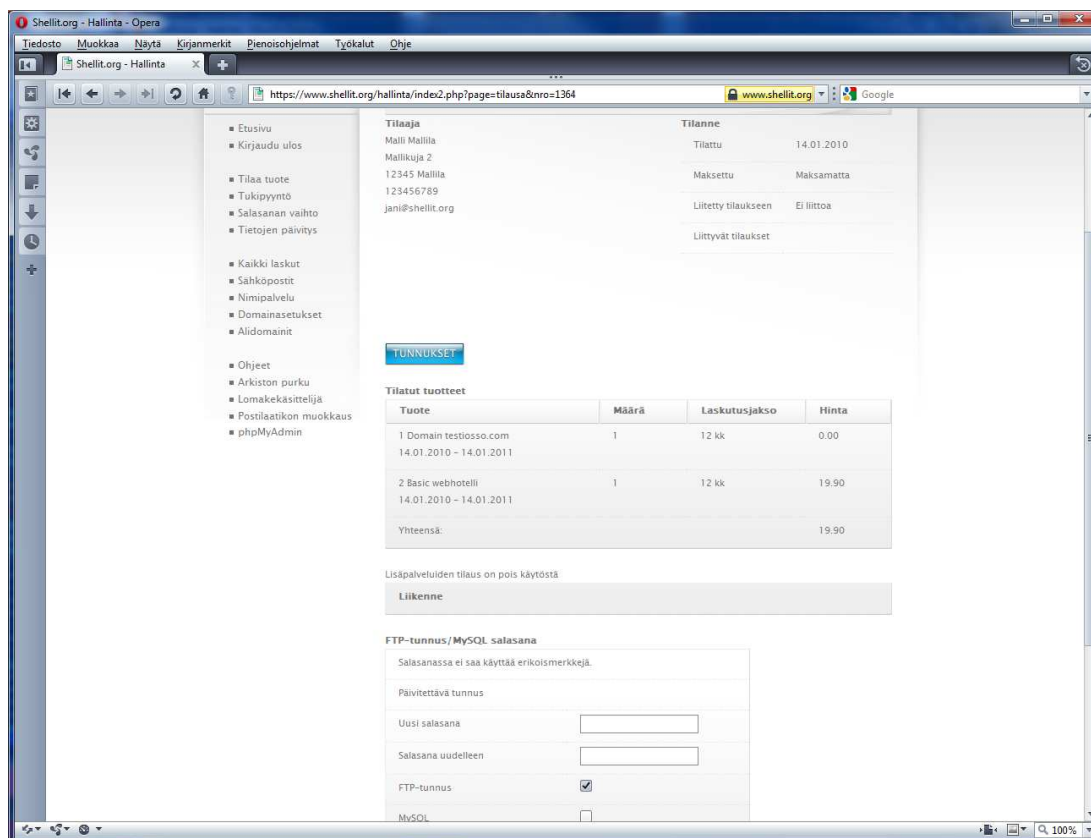 Shellit.org - Hallinta - Opera
Tiedosto Muokkaa Näytä Kirjanmerkit Pienoisohjelmat Työkalut Ohje
Shellit.org - Hallinta
https://www.shellit.org/hallinta/index2.php?page=tilausa&nro=1364 www.shellit.org Google
Etusivu
Kirjaudu ulos
Tilaa tuote
Tukipyyntö
Salasanan vaihto
Tietojen päivitys
Kaikki laskut
Sähköpostit
Nimipalvelu
Domainasetukset
Alidomainit
Ohjeet
Arkiston purku
Lomakekäsittelijä
Postilaatikon muokkaus
phpMyAdmin
Tilaaja
Malli Mallila
Mallikuja 2
12345 Mallila
123456789
jani@shellit.org
Tilanne
Tilattu 14.01.2010
Maksettu Maksamatta
Liitetty tilaukseen Ei liittoa
Liittyvät tilaukset
TUNNUKSET
Tilatut tuotteet
Tuote Määrä Laskutusjakso Hinta
1 Domain testiosso.com 1 12 kk 0.00
14.01.2010 - 14.01.2011
2 Basic webhotelli 1 12 kk 19.90
14.01.2010 - 14.01.2011
Yhteensä: 19.90
Lisäpalveluiden tilaus on pois käytöstä
Liikenne
FTP-tunnus/MySQL salasana
Salasanassa ei saa käyttää erikoismerkkejä.
Päivitettävä tunnus
Uusi salasana
Salasana uudelleen
FTP-tunnus
MySQL
100%